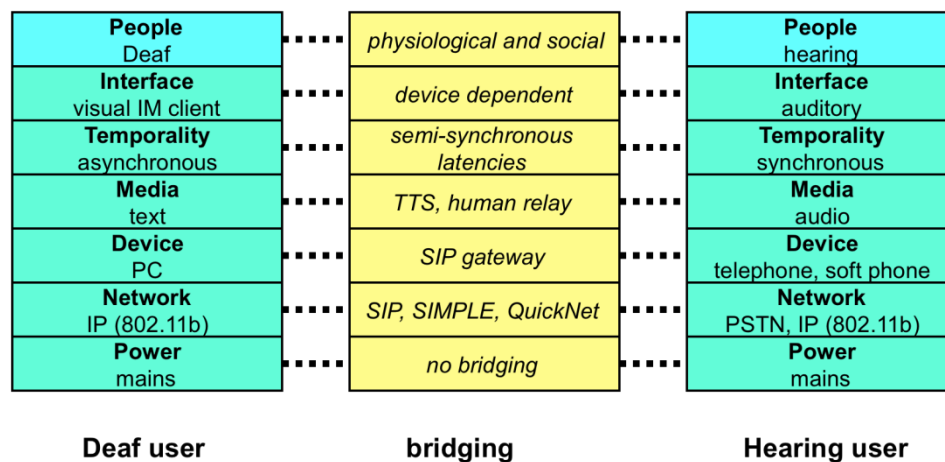 People
Deaf
physiological and social
People
hearing
Interface
visual IM client
device dependent
Interface
auditory
Temporality
asynchronous
semi-synchronous
latencies
Temporality
synchronous
Media
text
TTS, human relay
Media
audio
Device
PC
SIP gateway
Device
telephone, soft phone
Network
IP (802.11b)
SIP, SIMPLE, QuickNet
Network
PSTN, IP (802.11b)
Power
mains
no bridging
Power
mains
Deaf user
bridging
Hearing user